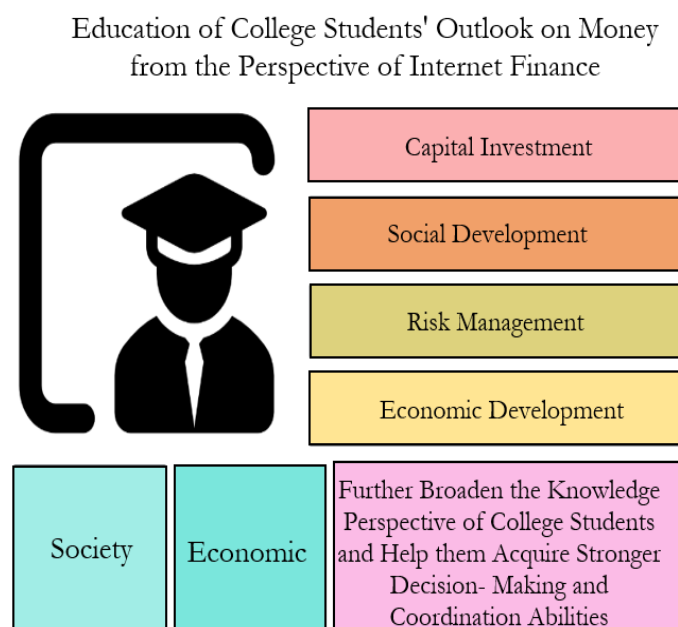 Education of College Students' Outlook on Money
from the Perspective of Internet Finance
Capital Investment
Social Development
Risk Management
Economic Development
Society
Economic
Further Broaden the Knowledge
Perspective of College Students
and Help them Acquire Stronger
Decision- Making and
Coordination Abilities